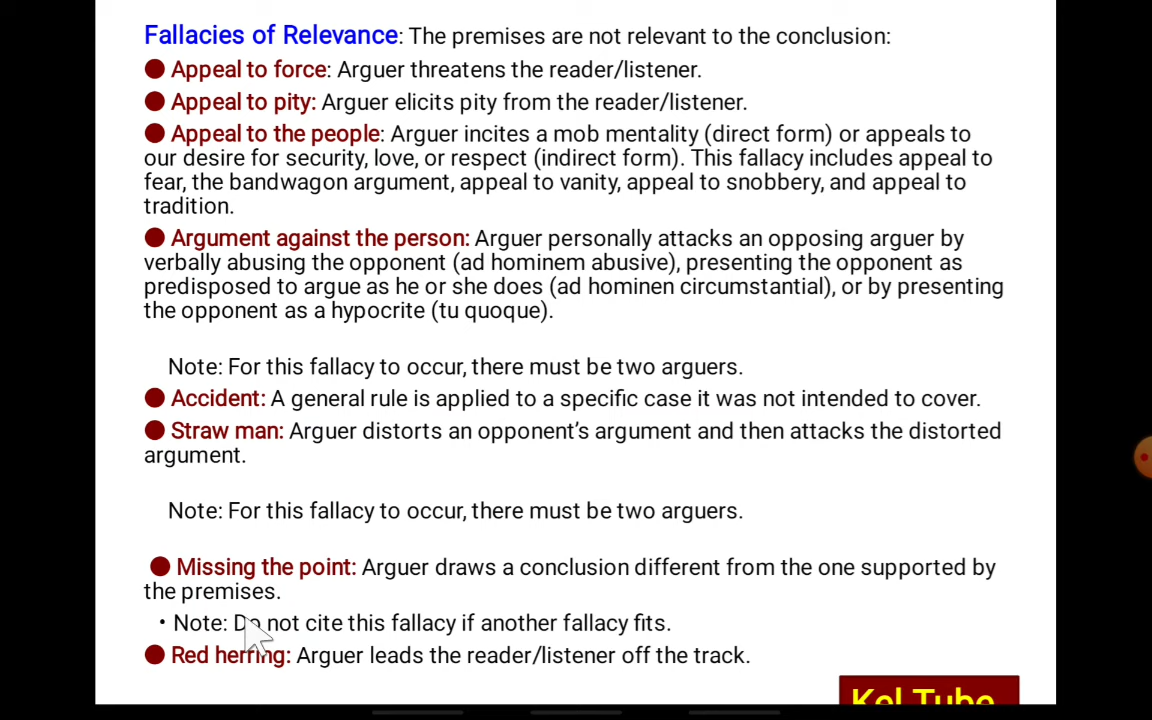 Fallacies of Relevance: The premises are not relevant to the conclusion:
● Appeal to force: Arguer threatens the reader/listener.
● Appeal to pity: Arguer elicits pity from the reader/listener.
● Appeal to the people: Arguer incites a mob mentality (direct form) or appeals to
our desire for security, love, or respect (indirect form). This fallacy includes appeal to
fear, the bandwagon argument, appeal to vanity, appeal to snobbery, and appeal to
tradition.
● Argument against the person: Arguer personally attacks an opposing arguer by
verbally abusing the opponent (ad hominem abusive), presenting the opponent as
predisposed to argue as he or she does (ad hominen circumstantial), or by presenting
the opponent as a hypocrite (tu quoque).
Note: For this fallacy to occur, there must be two arguers.
● Accident: A general rule is applied to a specific case it was not intended to cover.
● Straw man: Arguer distorts an opponent’s argument and then attacks the distorted
argument.
Note: For this fallacy to occur, there must be two arguers.
● Missing the point: Arguer draws a conclusion different from the one supported by
the premises.
• Note: Do not cite this fallacy if another fallacy fits.
● Red herring: Arguer leads the reader/listener off the track.
Kel Tube